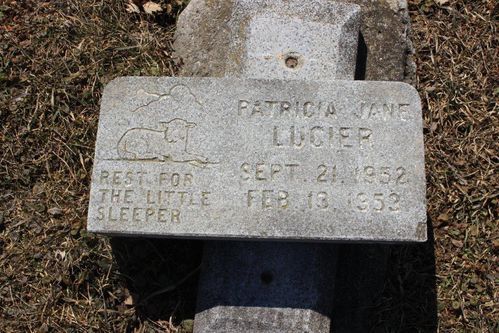 PATRICIA JANE
LUCIER
SEPT. 21, 1952
FEB. 13, 1953
REST FOR
THE LITTLE
SLEEPER